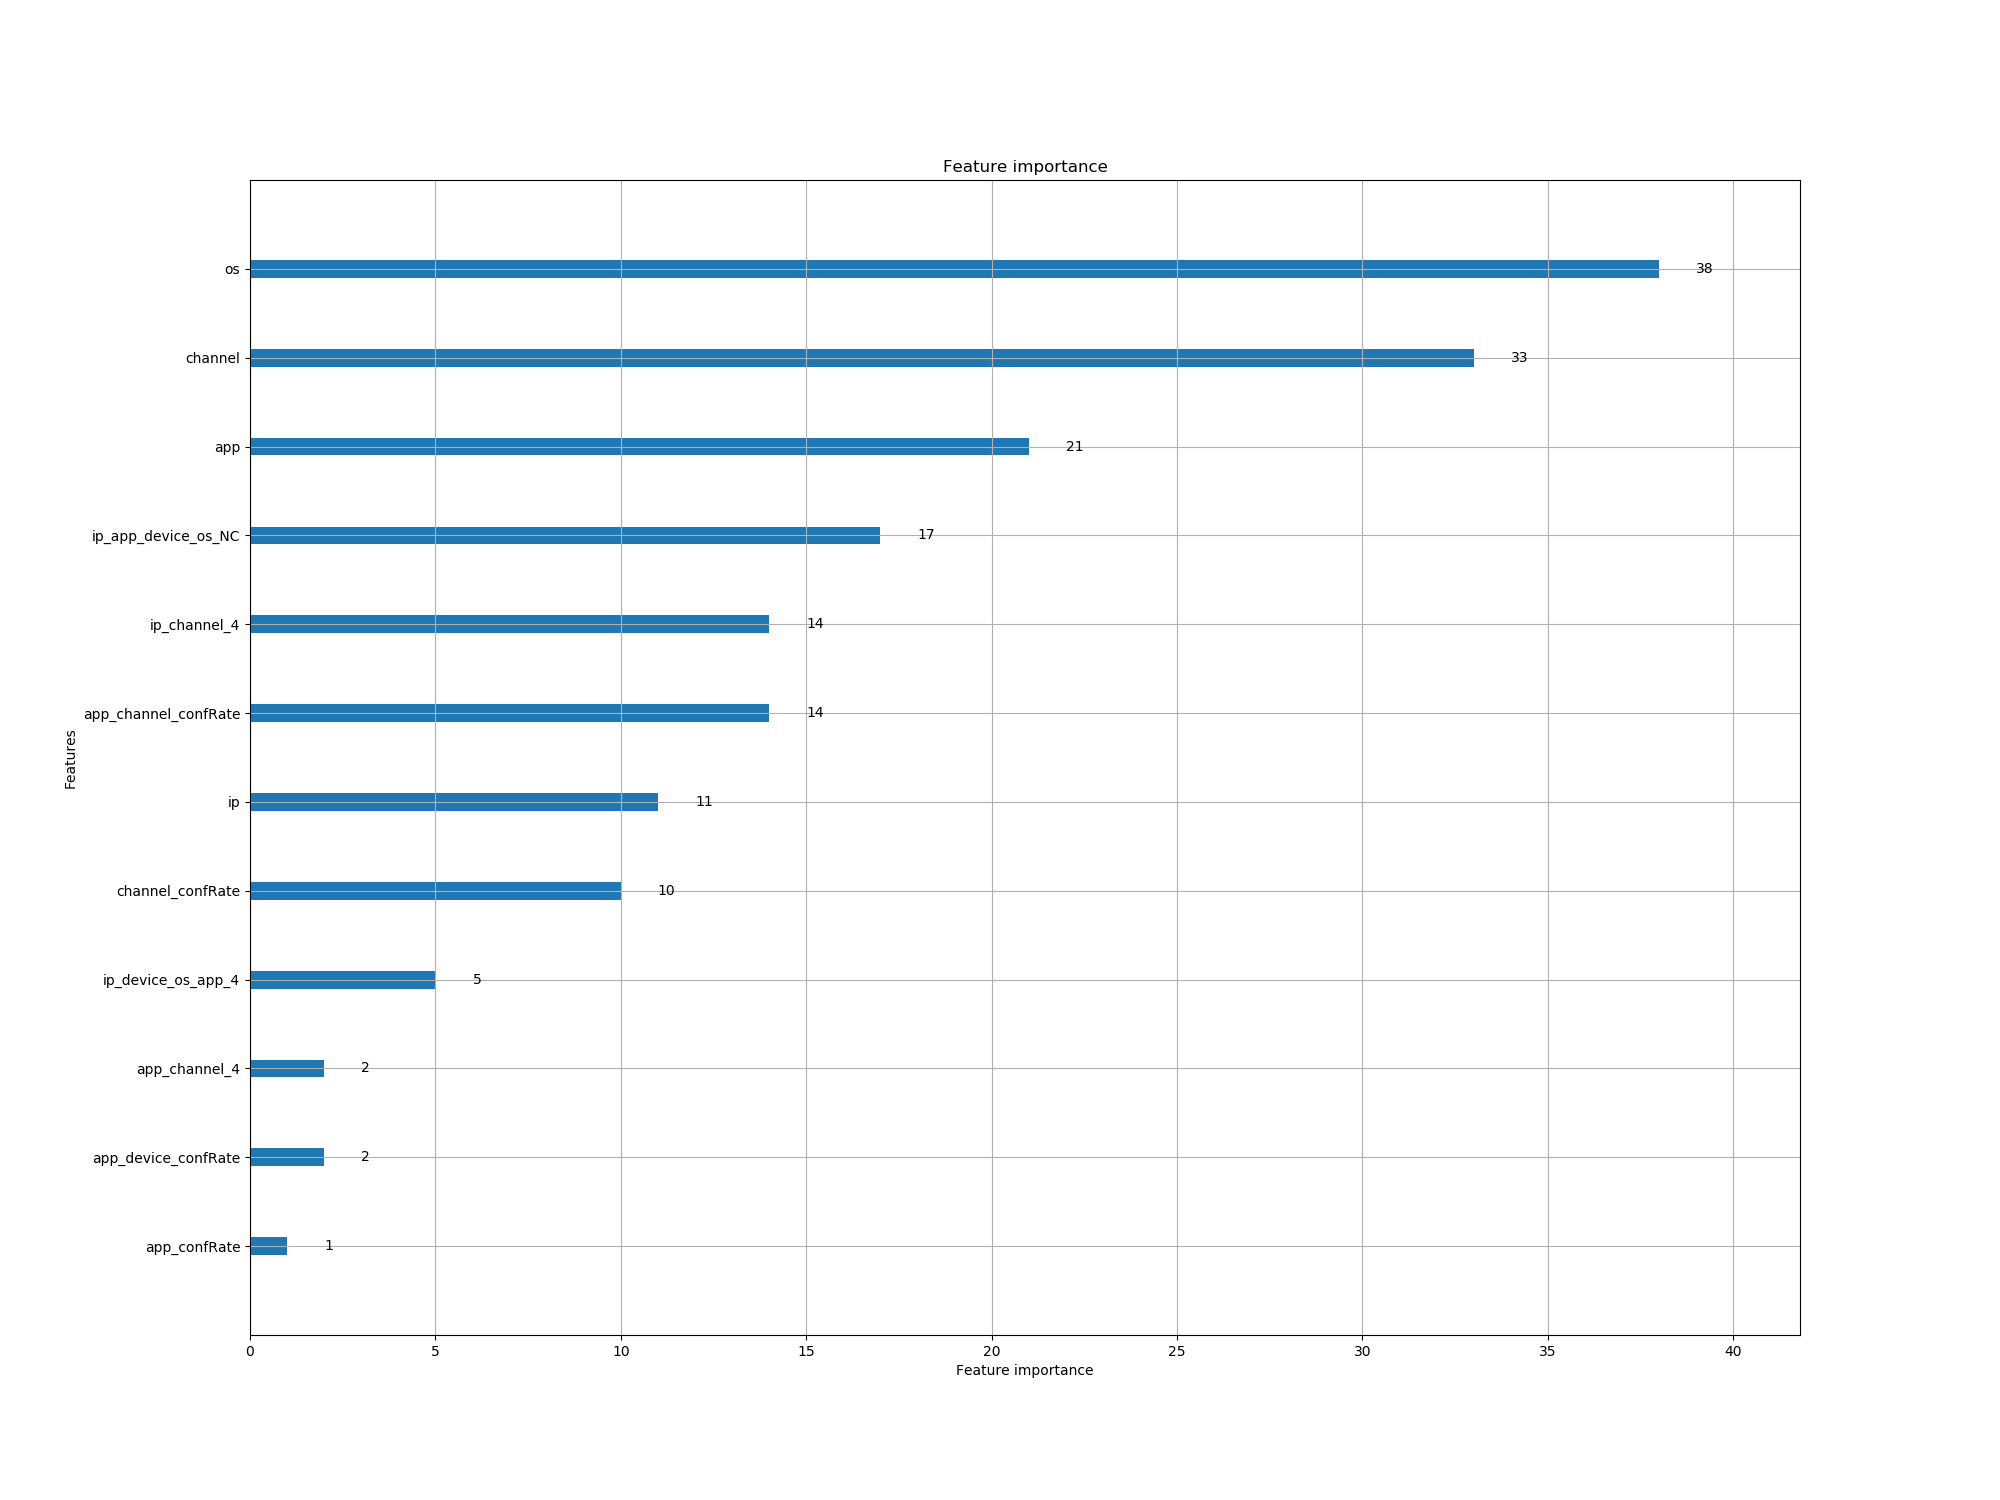 Feature importance
os
38
channel
33
app
21
ip_app_device_os_NC
17
ip_channel_4
14
app_channel_confRate
14
Features
ip
11
channel_confRate
10
ip_device_os_app_4
5
app_channel_4
2
app_device_confRate
2
app_confRate
1
0 5 10 15 20 25 30 35 40
Feature importance